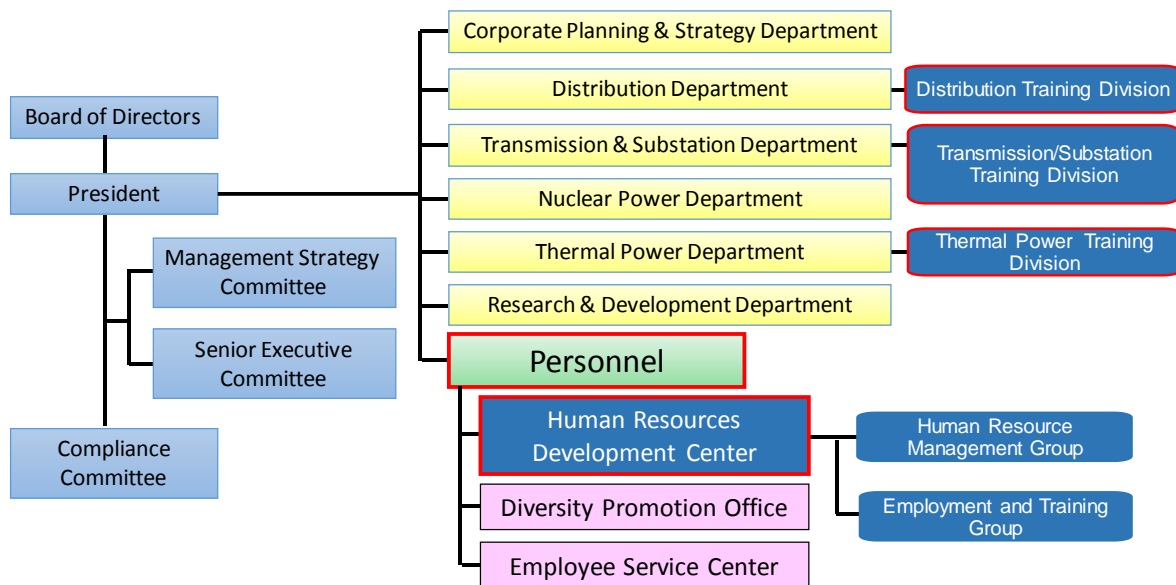 Corporate Planning & Strategy Department
Distribution Department
Distribution Training Division
Board of Directors
Transmission & Substation Department
Transmission/Substation
Training Division
President
Nuclear Power Department
Management Strategy
Committee
Thermal Power Department
Thermal Power Training
Division
Research & Development Department
Senior Executive
Committee
Personnel
Human Resources
Development Center
Human Resource
Management Group
Compliance
Committee
Diversity Promotion Office
Employment and Training
Group
Employee Service Center